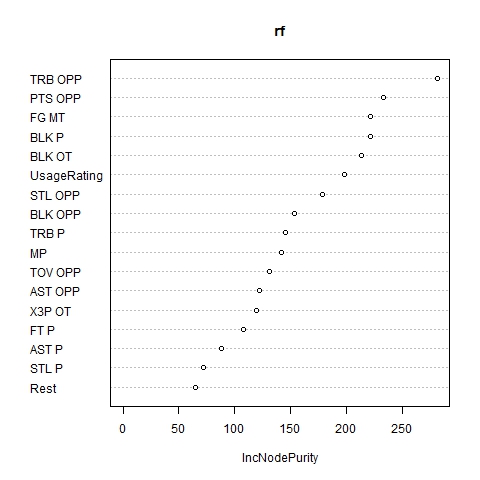 rf
TRB OPP
PTS OPP
FG MT
BLK P
BLK OT
UsageRating
STL OPP
BLK OPP
TRB P
MP
TOV OPP
AST OPP
X3P OT
FT P
AST P
STL P
Rest
0 50 100 150 200 250
IncNodePurity